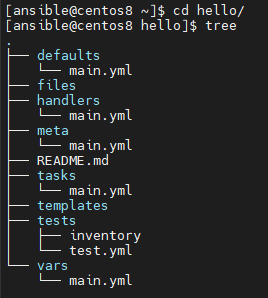 [ansible@centos8 ~]$ cd hello/
[ansible@centos8 hello]$ tree
.
├── defaults
│   └── main.yml
├── files
├── handlers
│   └── main.yml
├── meta
│   └── main.yml
├── README.md
├── tasks
│   └── main.yml
├── templates
├── tests
│   ├── inventory
│   └── test.yml
└── vars
    └── main.yml